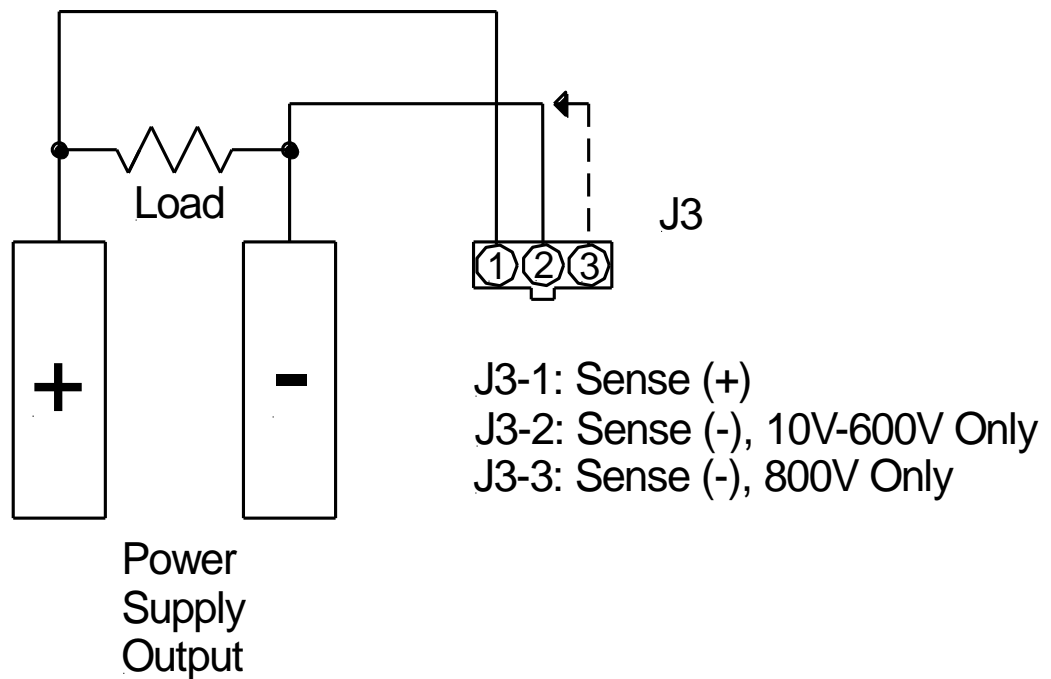 Load
J3
1 2 3
+ -
J3-1: Sense (+)
J3-2: Sense (-), 10V-600V Only
J3-3: Sense (-), 800V Only
Power
Supply
Output